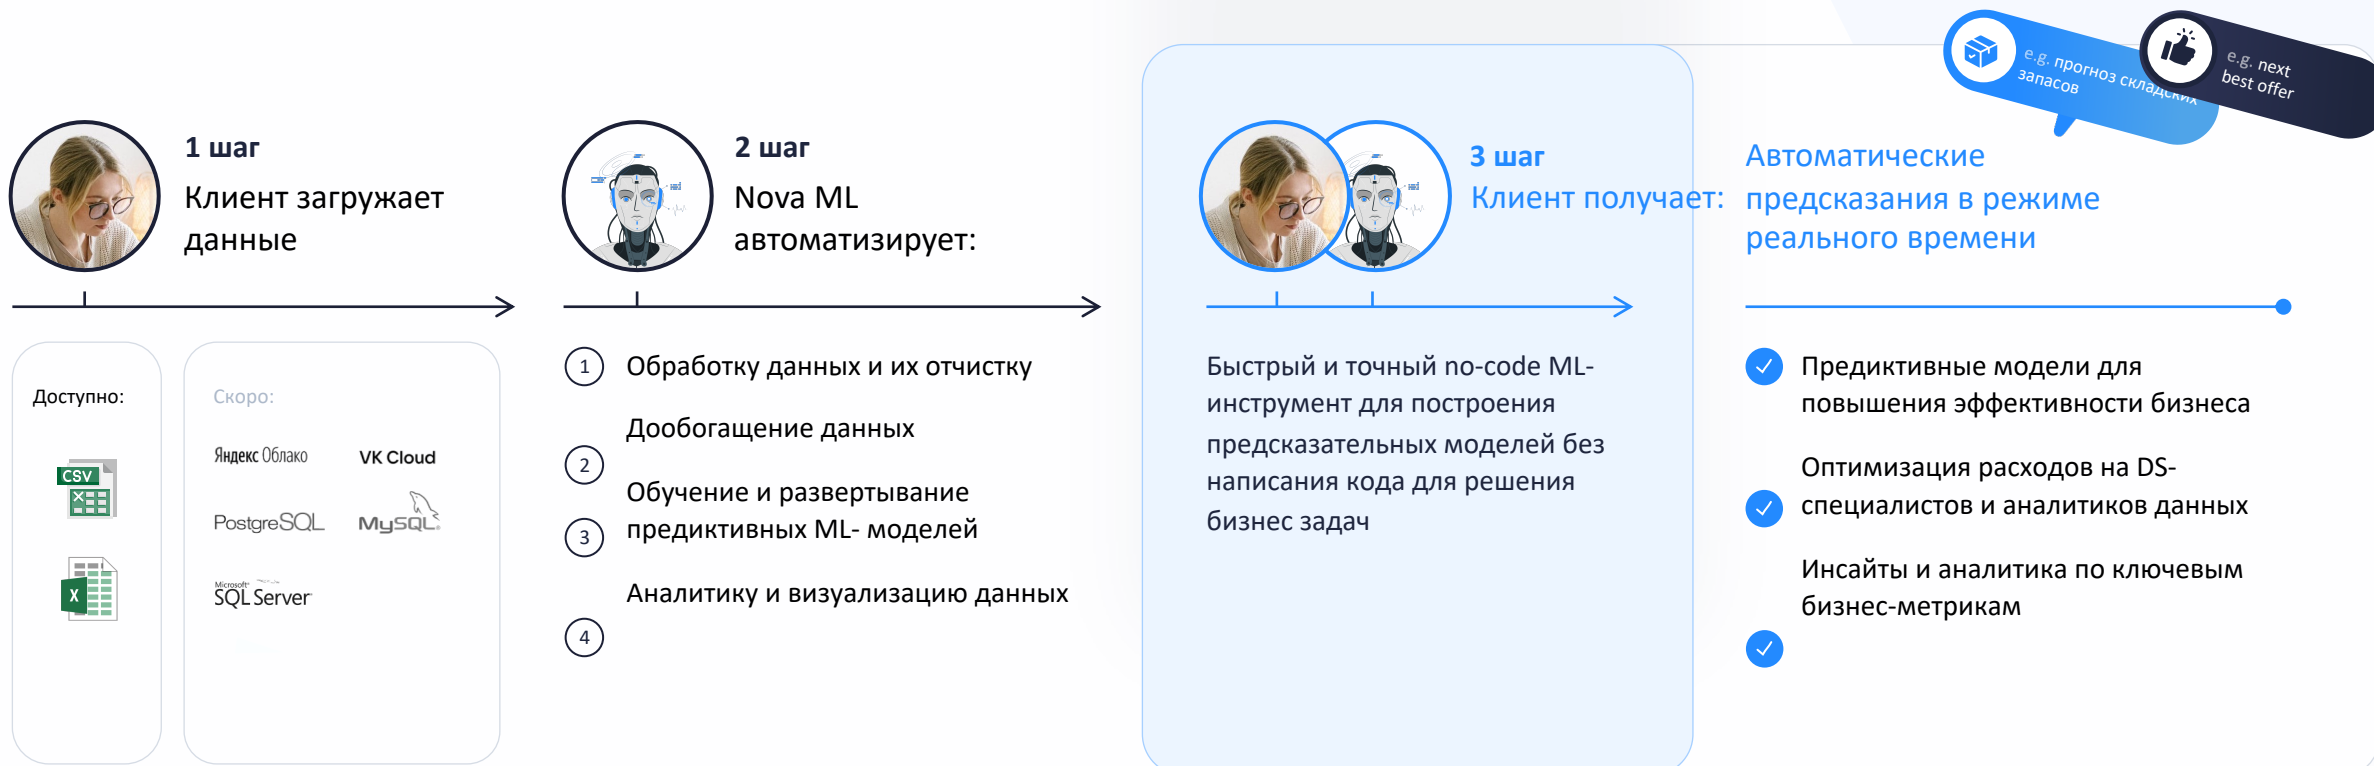 1 шаг
Клиент загружает
данные
Доступно:
CSV
X
X
Скоро:
Яндекс Облако
VK Cloud
PostgreSQL
MySQL®
Microsoft®
SQL Server®
2 шаг
Nova ML
автоматизирует:
1
Обработку данных и их отчистку
Дообогащение данных
2
Обучение и развертывание
предиктивных ML- моделей
3
Аналитику и визуализацию данных
4
3 шаг
Клиент получает:
Быстрый и точный no-code ML-
инструмент для построения
предсказательных моделей без
написания кода для решения
бизнес задач
e.g. прогноз складских
запасов
e.g. next
best offer
Автоматические
предсказания в режиме
реального времени
Предиктивные модели для
повышения эффективности бизнеса
Оптимизация расходов на DS-
специалистов и аналитиков данных
Инсайты и аналитика по ключевым
бизнес-метрикам